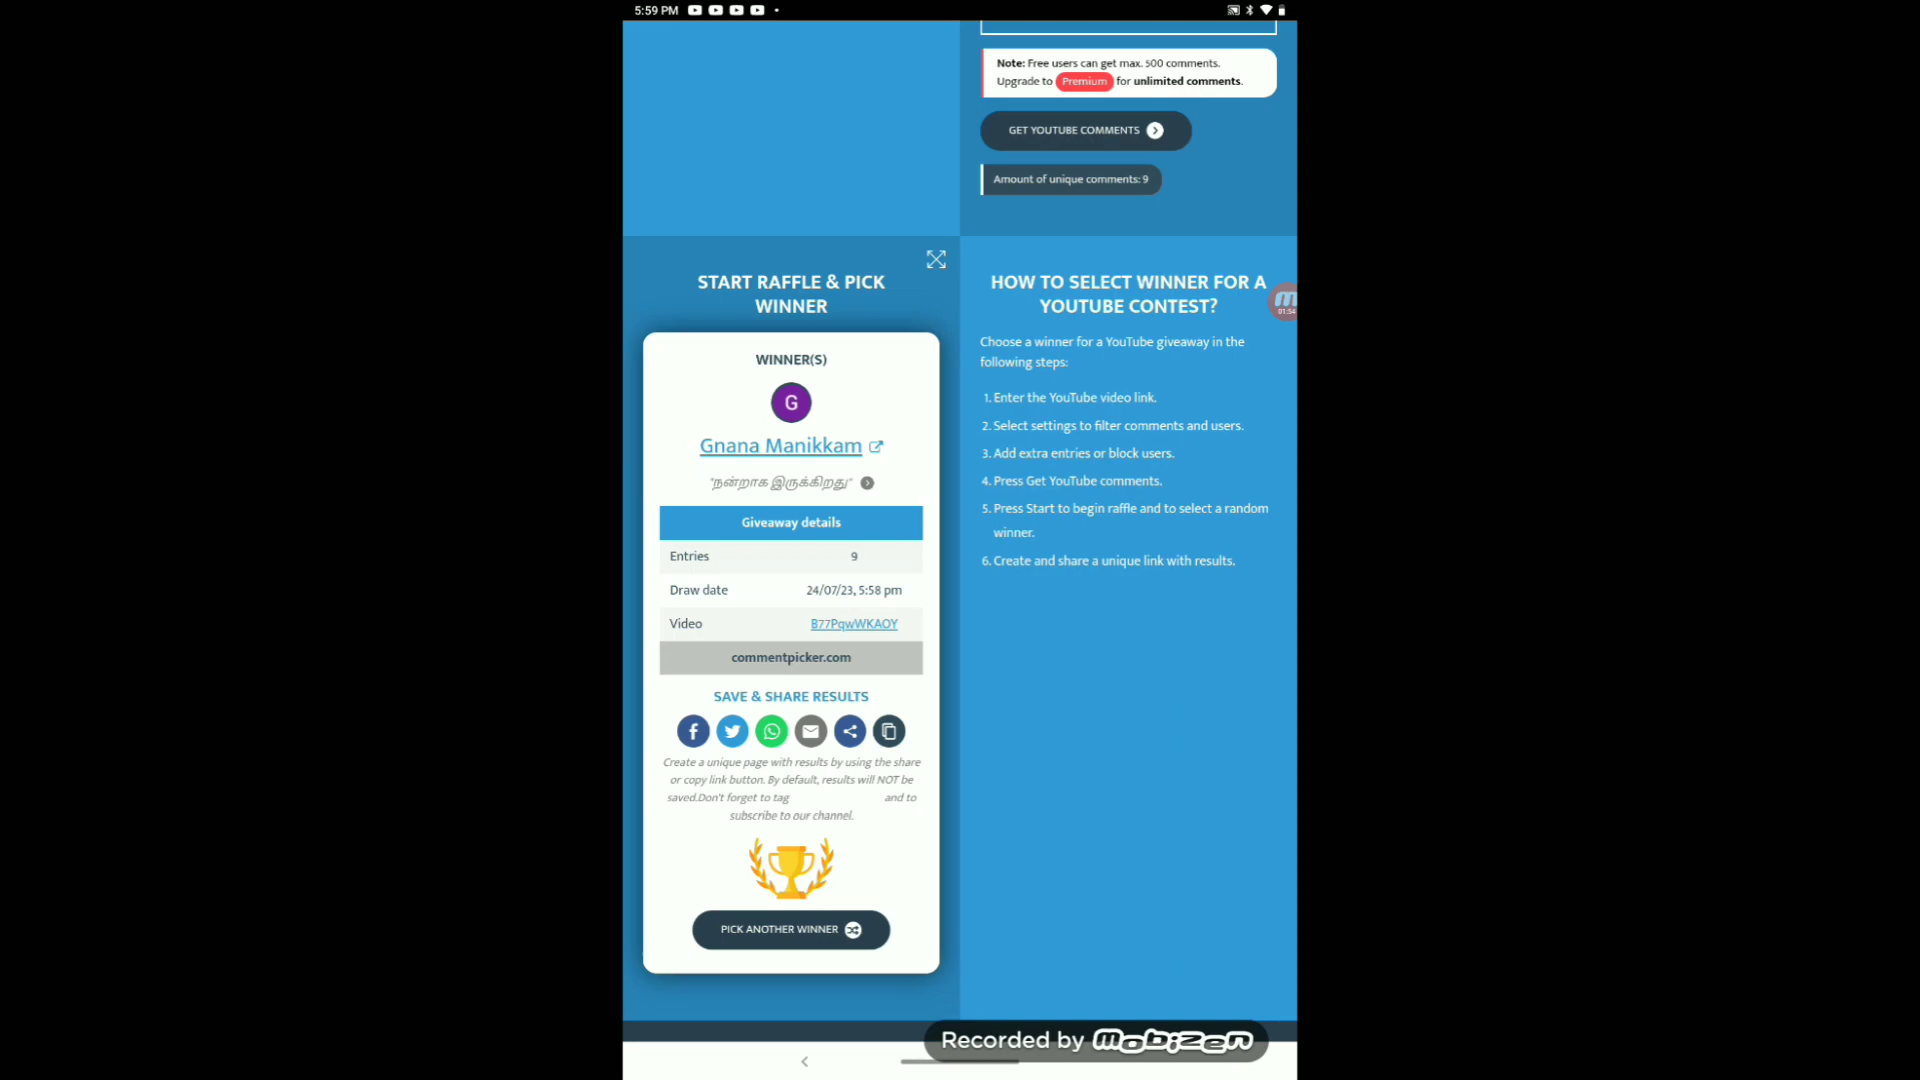 5:59 PM
Note: Free users can get max. 500 comments.
Upgrade to Premium for unlimited comments.
GET YOUTUBE COMMENTS
Amount of unique comments: 9
START RAFFLE & PICK
WINNER
WINNER(S)
G
Gnana Manikkam
"நன்றாக இருக்கிறது"
Giveaway details
Entries 9
Draw date 24/07/23, 5:58 pm
Video B77PqwWKAOY
commentpicker.com
SAVE & SHARE RESULTS
Create a unique page with results by using the share
or copy link button. By default, results will NOT be
saved.Don't forget to tag and to
subscribe to our channel.
PICK ANOTHER WINNER
HOW TO SELECT WINNER FOR A
YOUTUBE CONTEST?
01:54
Choose a winner for a YouTube giveaway in the
following steps:
1. Enter the YouTube video link.
2. Select settings to filter comments and users.
3. Add extra entries or block users.
4. Press Get YouTube comments.
5. Press Start to begin raffle and to select a random
winner.
6. Create and share a unique link with results.
Recorded by mobizen